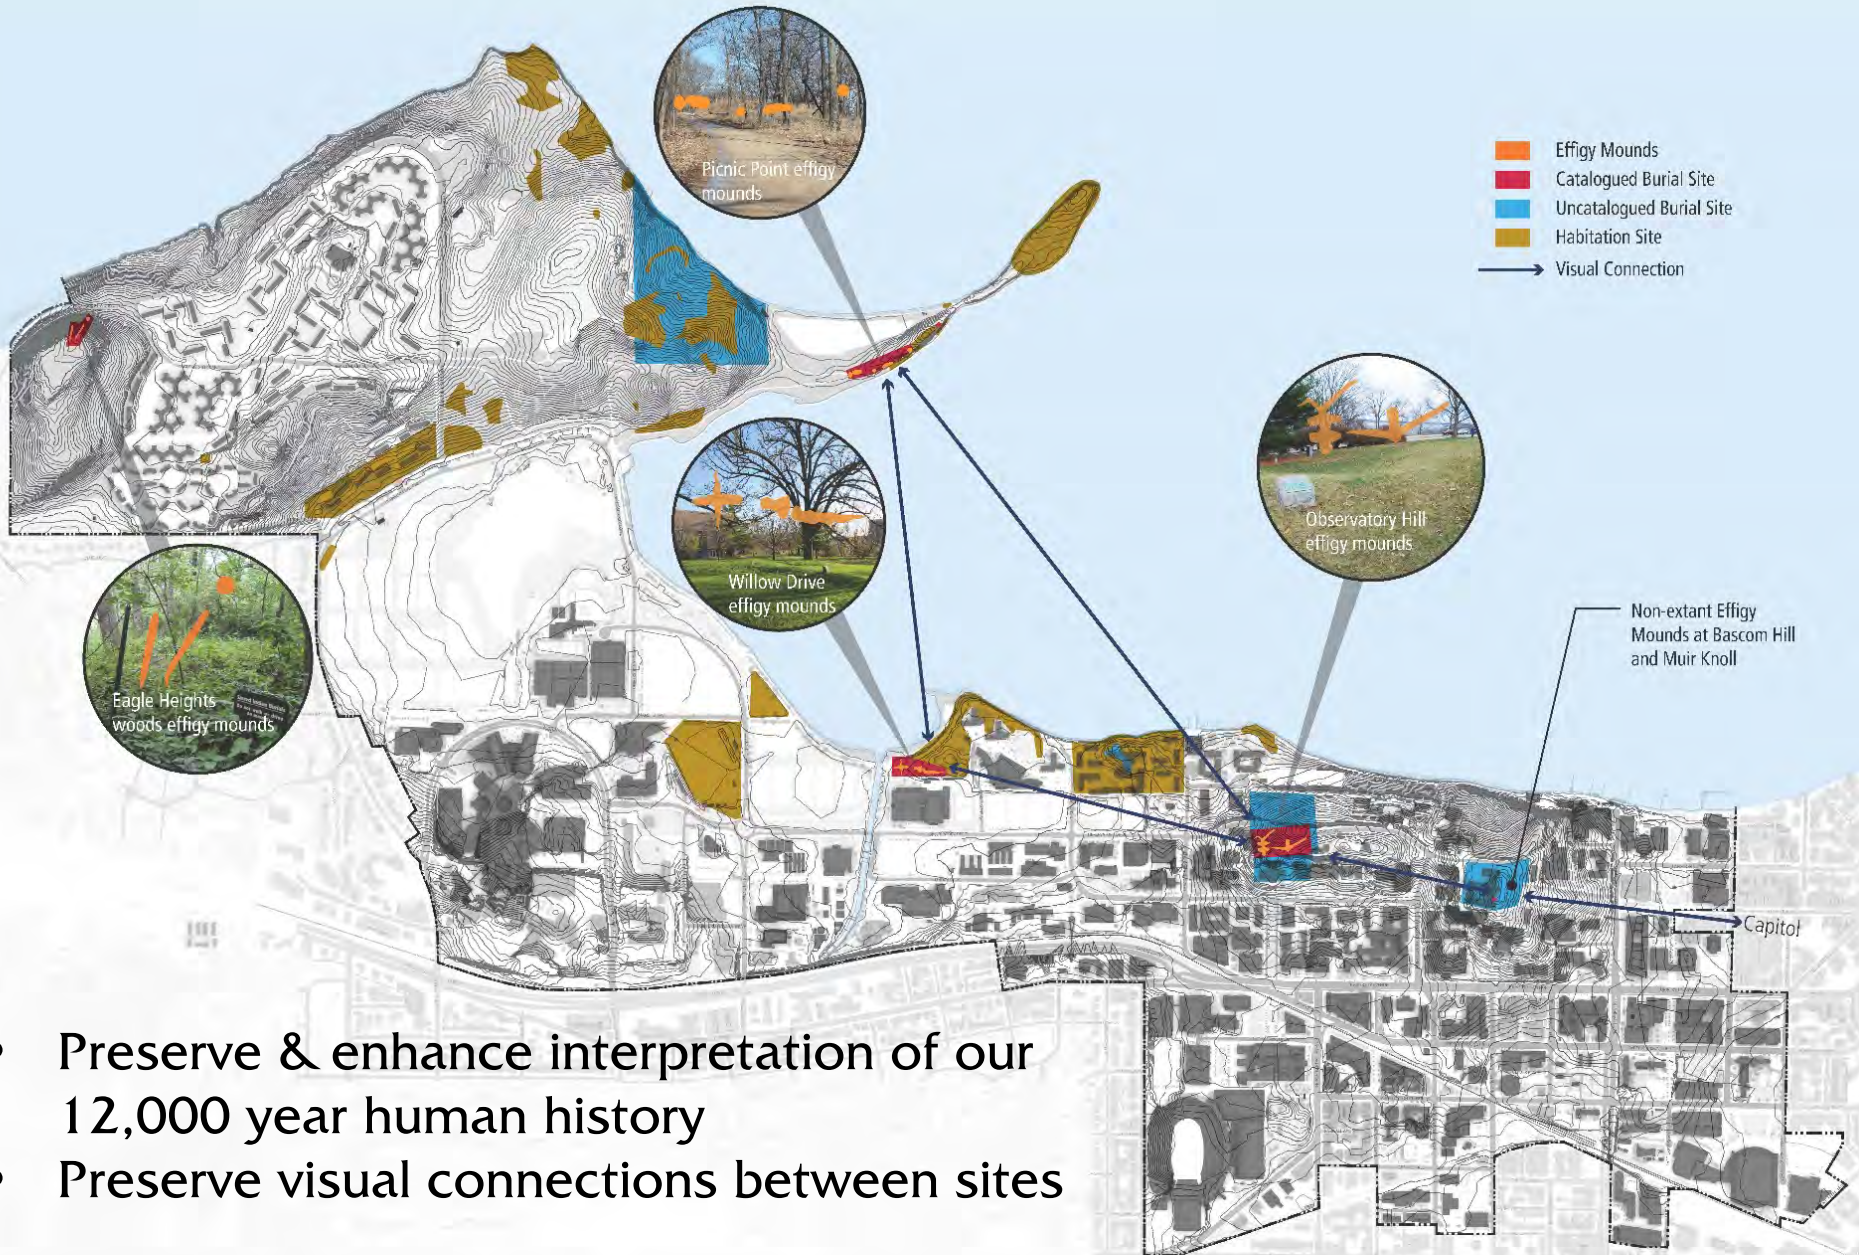 Picnic Point effigy
mounds
Effigy Mounds
Catalogued Burial Site
Uncatalogued Burial Site
Habitation Site
Visual Connection
Observatory Hill
effigy mounds
Willow Drive
effigy mounds
Eagle Heights
woods effigy mounds
Non-extant Effigy
Mounds at Bascom Hill
and Muir Knoll
Capitol
• Preserve & enhance interpretation of our
12,000 year human history
• Preserve visual connections between sites